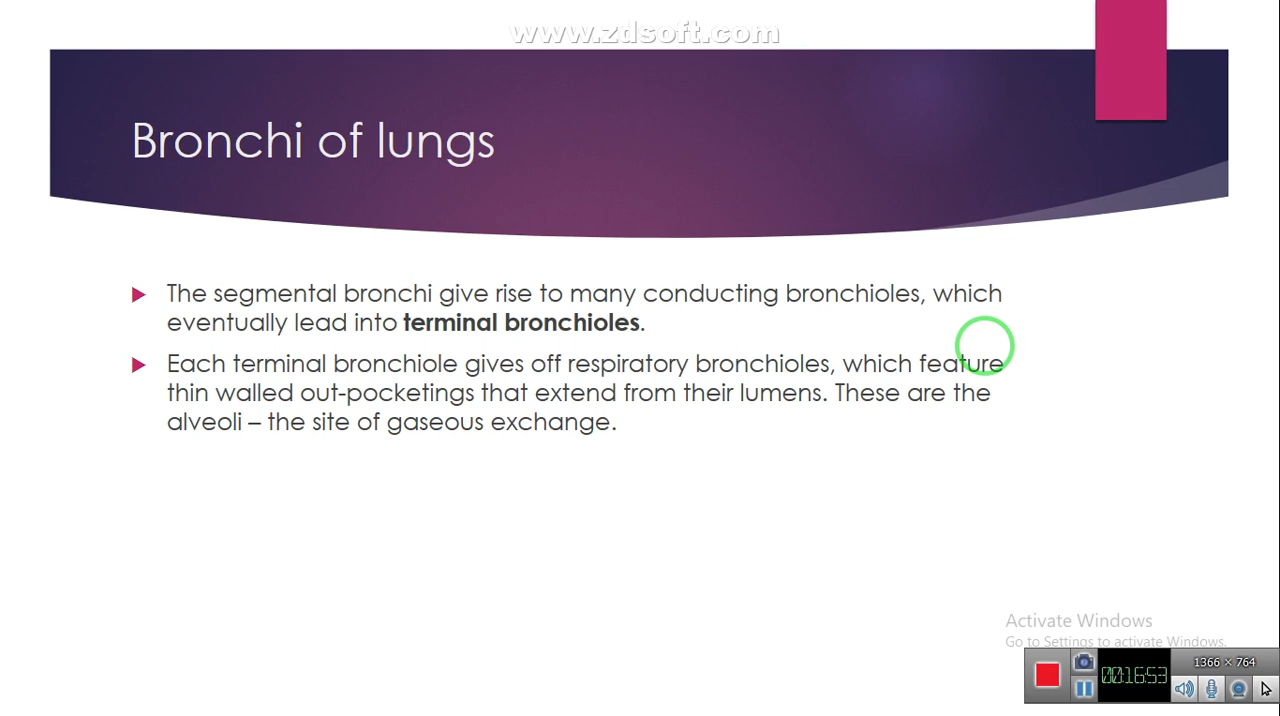 www.zdsoft.com
Bronchi of lungs
The segmental bronchi give rise to many conducting bronchioles, which
eventually lead into terminal bronchioles.
Each terminal bronchiole gives off respiratory bronchioles, which feature
thin walled out-pocketings that extend from their lumens. These are the
alveoli – the site of gaseous exchange.
Activate Windows
Go to Settings to activate Windows.
1366 × 764
00:16:53